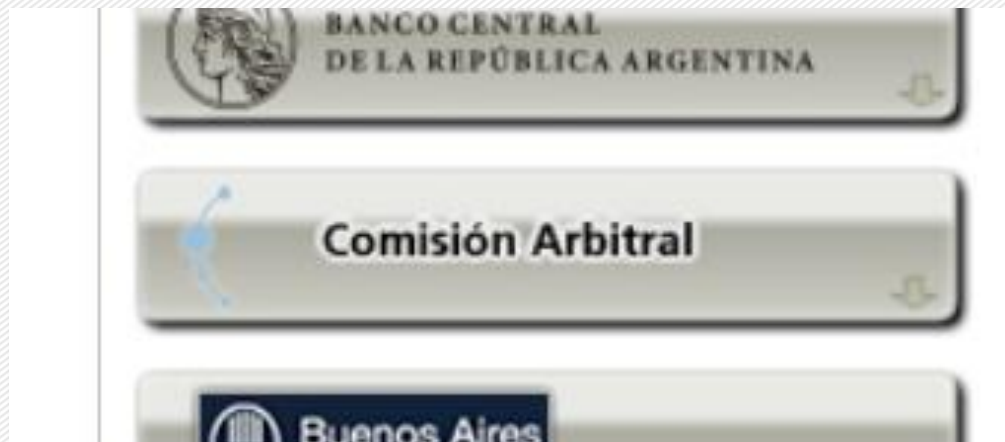 BANCO CENTRAL
DE LA REPÚBLICA ARGENTINA
Comisión Arbitral
Buenos Aires